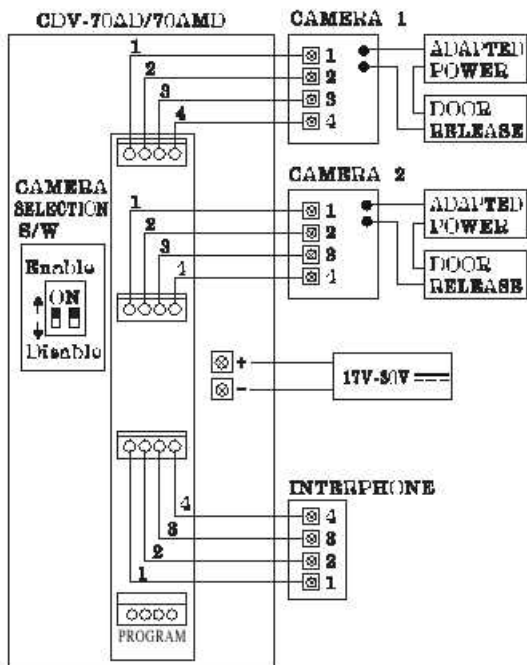 CDV-70AD/70AMD
CAMERA 1
1
2
3
4
1
2
3
4
ADAPTED
POWER
DOOR
RELEASE
CAMERA
SELECTION
S/W
Enable
ON
Disable
CAMERA 2
1
2
3
4
1
2
3
4
ADAPTED
POWER
DOOR
RELEASE
+
-
17V-30V
INTERPHONE
4
3
2
1
4
3
2
1
PROGRAM